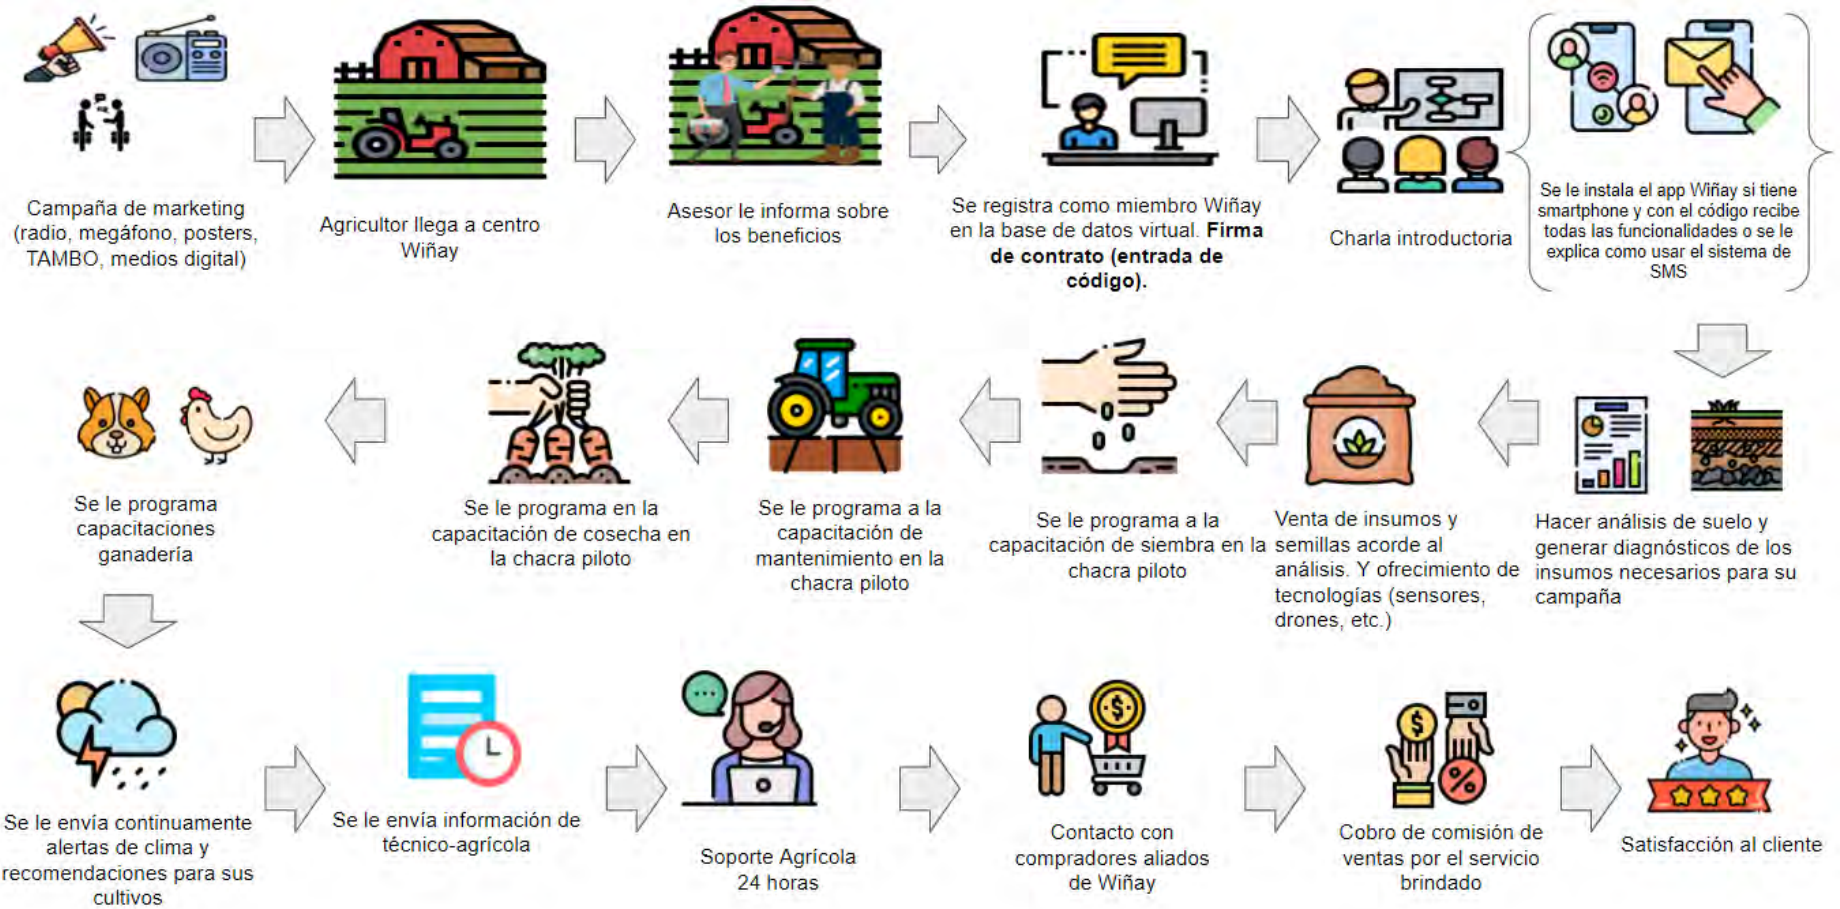 Campaña de marketing
(radio, megáfono, posters,
TAMBO, medios digital)
Agricultor llega a centro
Wiñay
Asesor le informa sobre
los beneficios
Se registra como miembro Wiñay
en la base de datos virtual. Firma
de contrato (entrada de
código).
Charla introductoria
Se le instala el app Wiñay si tiene
smartphone y con el código recibe
todas las funcionalidades o se le
explica como usar el sistema de
SMS
Hacer análisis de suelo y
generar diagnósticos de los
insumos necesarios para su
campaña
Venta de insumos y
semillas acorde al
análisis. Y ofrecimiento de
tecnologías (sensores,
drones, etc.)
Se le programa a la
capacitación de siembra en la
chacra piloto
Se le programa a la
capacitación de
mantenimiento en la
chacra piloto
Se le programa en la
capacitación de cosecha en
la chacra piloto
Se le programa
capacitaciones
ganadería
Se le envía continuamente
alertas de clima y
recomendaciones para sus
cultivos
Se le envía información de
técnico-agrícola
Soporte Agrícola
24 horas
Contacto con
compradores aliados
de Wiñay
Cobro de comisión de
ventas por el servicio
brindado
Satisfacción al cliente